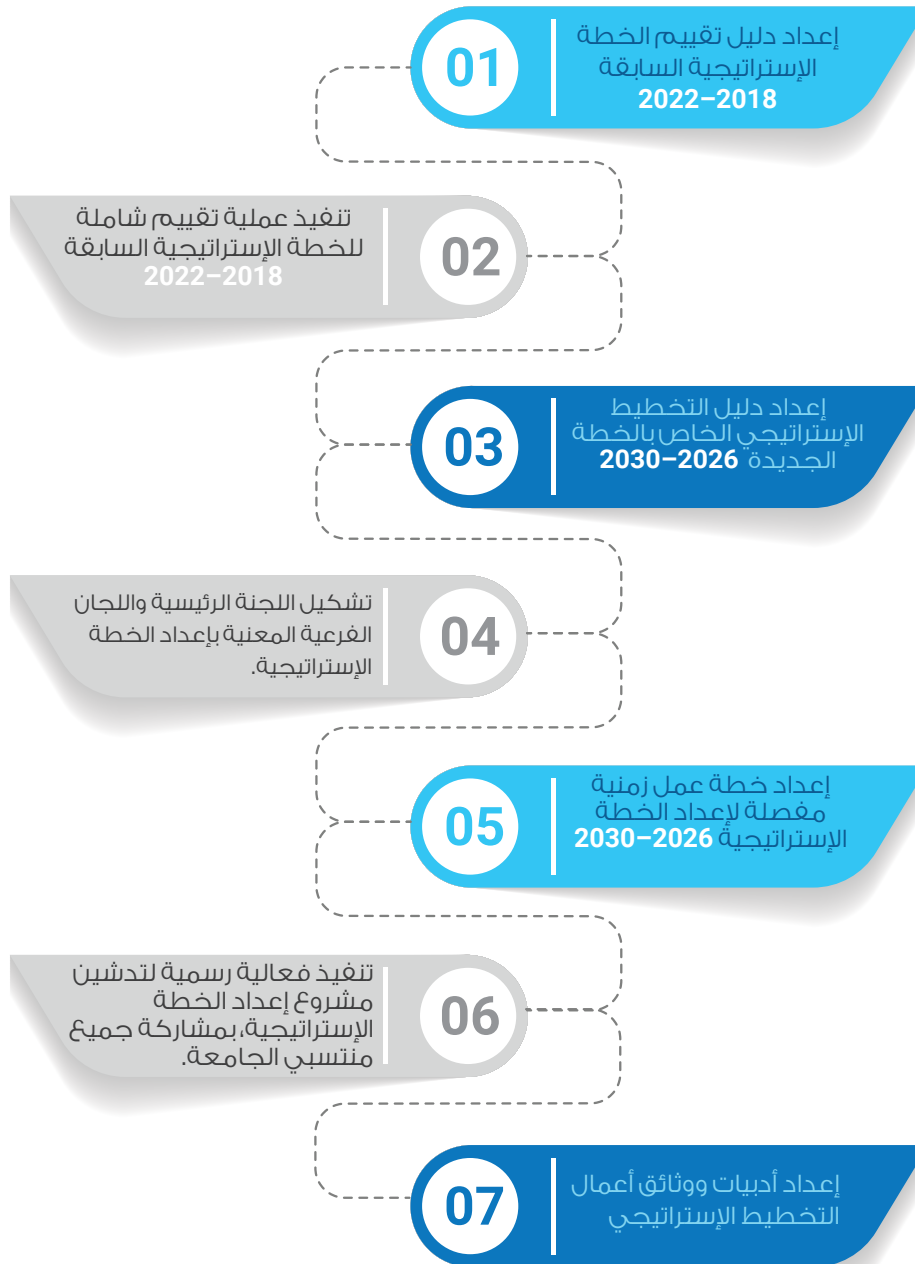 01
إعداد دليل تقييم الخطة
الإستراتيجية السابقة
2018–2022
02
تنفيذ عملية تقييم شاملة
للخطة الإستراتيجية السابقة
2018–2022
03
إعداد دليل التخطيط
الإستراتيجي الخاص بالخطة
الجديدة 2026–2030
04
تشكيل اللجنة الرئيسية واللجان
الفرعية المعنية بإعداد الخطة
الإستراتيجية.
05
إعداد خطة عمل زمنية
مفصلة لإعداد الخطة
الإستراتيجية 2026–2030
06
تنفيذ فعالية رسمية لتدشين
مشروع إعداد الخطة
الإستراتيجية، بمشاركة جميع
منتسبي الجامعة.
07
إعداد أدبيات ووثائق أعمال
التخطيط الإستراتيجي